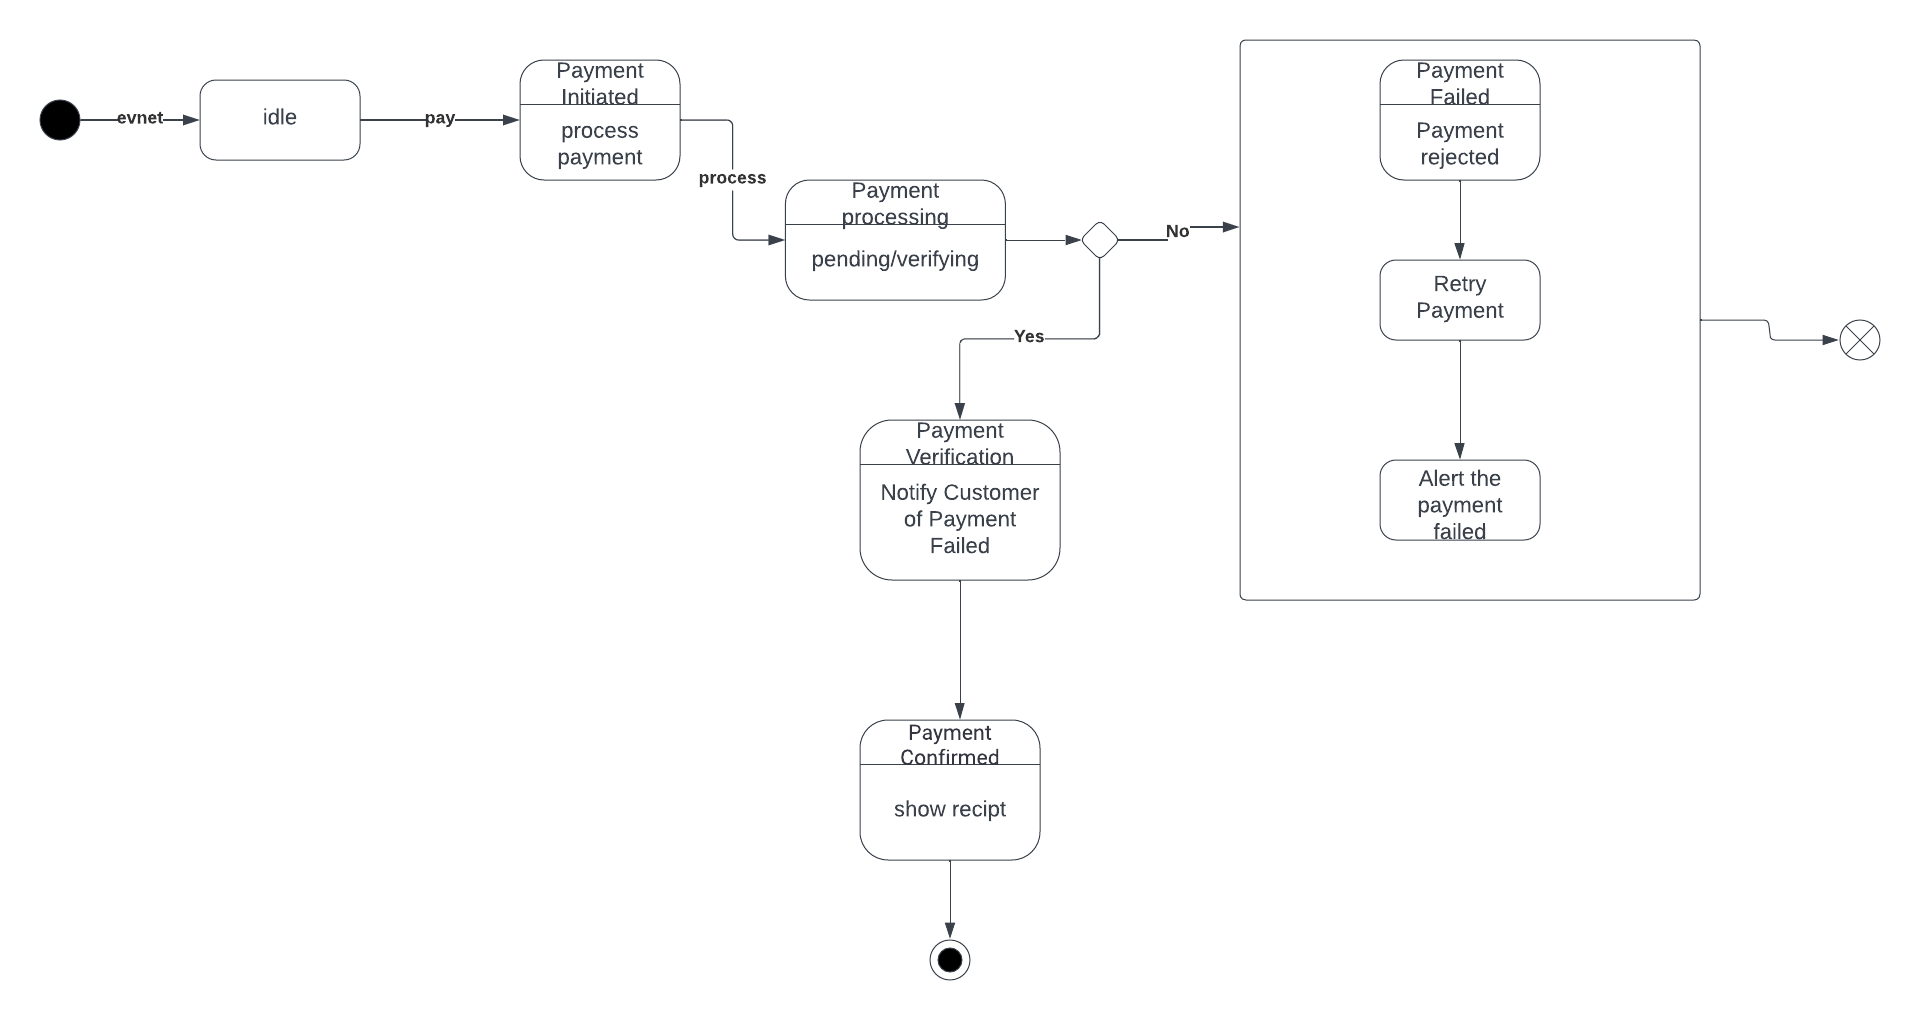 evnet
idle
pay
Payment
Initiated
process
payment
process
Payment
processing
pending/verifying
No
Yes
Payment
Verification
Notify Customer
of Payment
Failed
Payment
Confirmed
show recipt
Payment
Failed
Payment
rejected
Retry
Payment
Alert the
payment
failed